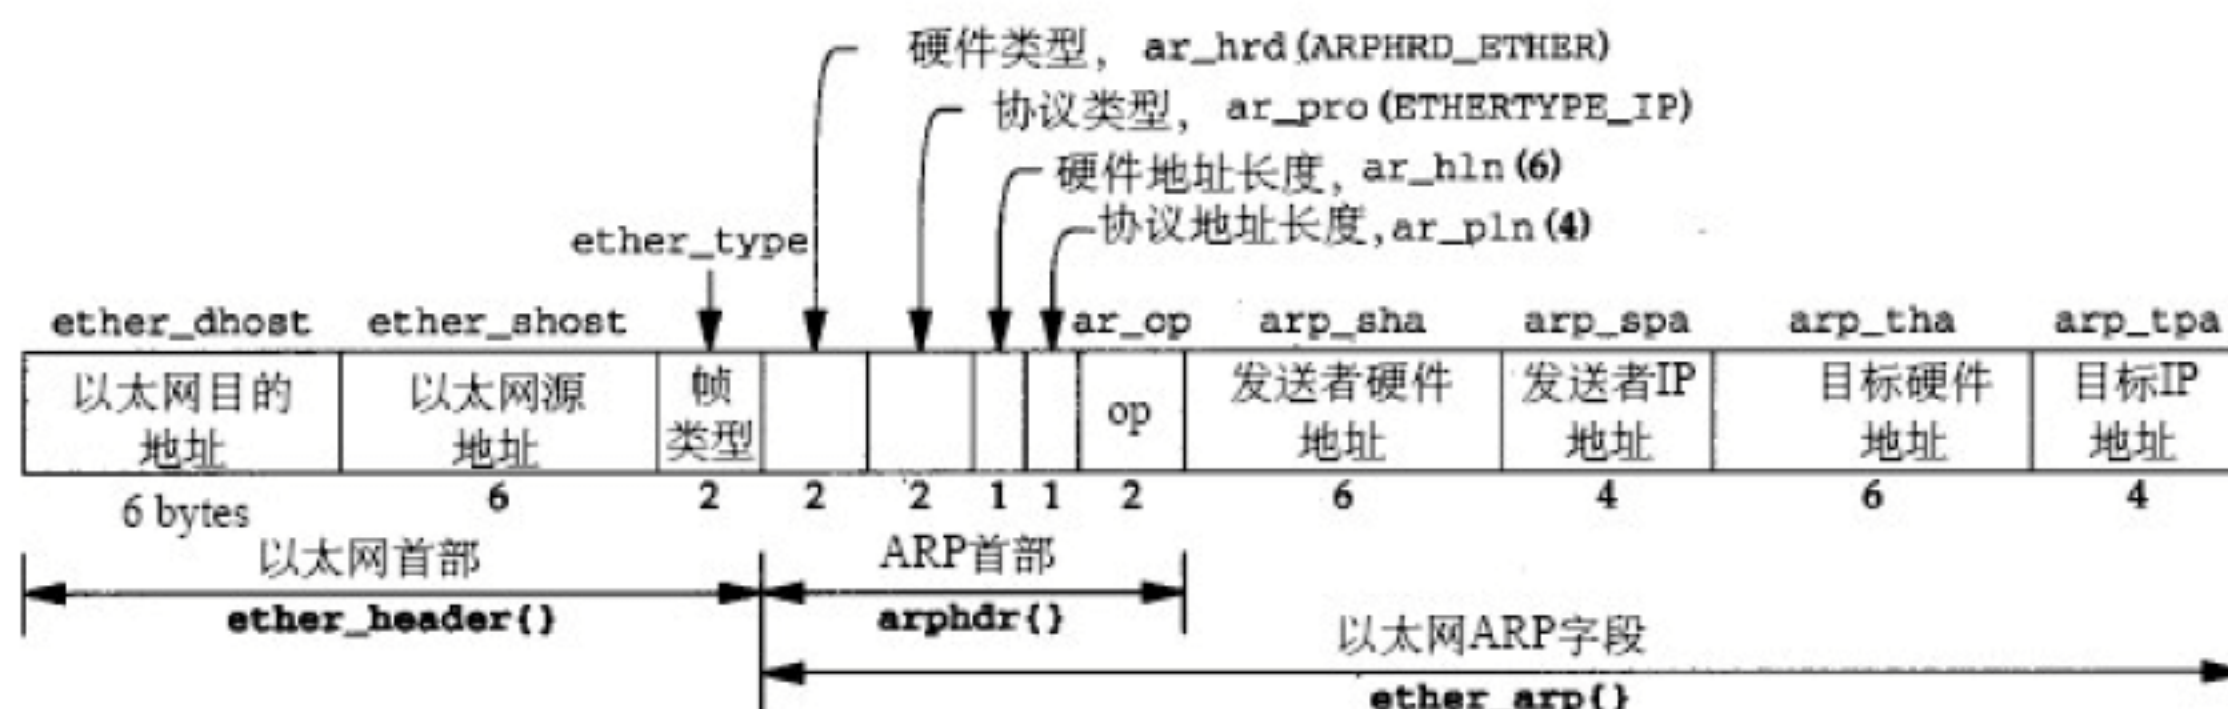 硬件类型, ar_hrd(ARPHRD_ETHER)
协议类型, ar_pro(ETHERTYPE_IP)
硬件地址长度, ar_hln(6)
协议地址长度,ar_pln(4)
ether_type
ether_dhost ether_shost ar_op arp_sha arp_spa arp_tha arp_tpa
以太网目的地址 以太网源地址 帧类型 op 发送者硬件地址 发送者IP地址 目标硬件地址 目标IP地址
6 bytes 6 2 2 2 1 1 2 6 4 6 4
以太网首部 ARP首部
ether_header{} arphdr{}
以太网ARP字段
ether_arp{}